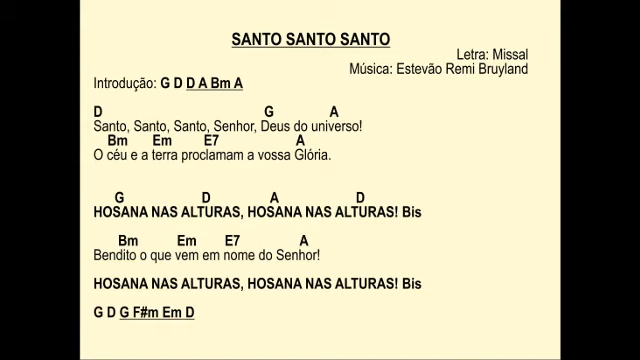 SANTO SANTO SANTO
Letra: Missal
Música: Estevão Remi Bruyland
Introdução: G D D A Bm A
D G A
Santo, Santo, Santo, Senhor, Deus do universo!
Bm Em E7 A
O céu e a terra proclamam a vossa Glória.
G D A D
HOSANA NAS ALTURAS, HOSANA NAS ALTURAS! Bis
Bm Em E7 A
Bendito o que vem em nome do Senhor!
HOSANA NAS ALTURAS, HOSANA NAS ALTURAS! Bis
G D G F#m Em D